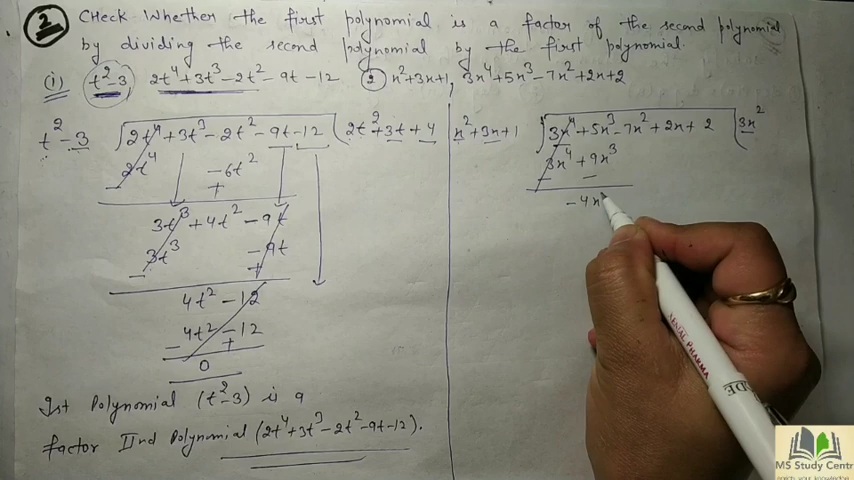 2 Check Whether the first polynomial is a factor of the second polynomial
by dividing the second polynomial by the first polynomial.
(i) t²-3, 2t⁴+3t³-2t²-9t-12 2 x²+3x+1, 3x⁴+5x³-7x²+2x+2
t²-3 ) 2t⁴+3t³-2t²-9t-12 ( 2t²+3t+4
2t⁴ -6t²
- +
3t³+4t²-9t
3t³ -9t
- +
4t²-12
-4t²-12
+
0
Ist Polynomial (t²-3) is a
factor IInd Polynomial (2t⁴+3t³-2t²-9t-12).
x²+3x+1 ) 3x⁴+5x³-7x²+2x+2 ( 3x²
3x⁴+9x³
- -
-4x
XENIAL PHARMA
MS Study Centr